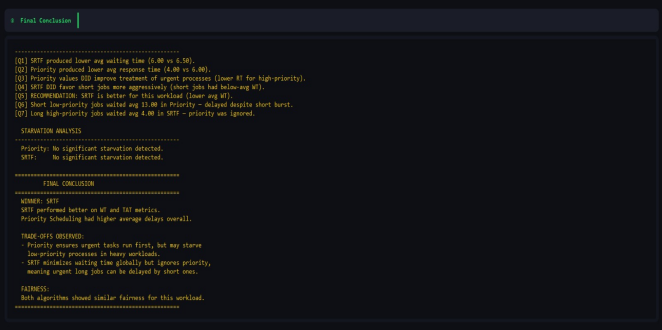 Final Conclusion
----------------------------------------------------
[Q1] SRTF produced lower avg waiting time (6.00 vs 6.50).
[Q2] Priority produced lower avg response time (4.00 vs 6.00).
[Q3] Priority values DID improve treatment of urgent processes (lower RT for high-priority).
[Q4] SRTF DID favor short jobs more aggressively (short jobs had below-avg WT).
[Q5] RECOMMENDATION: SRTF is better for this workload (lower avg WT).
[Q6] Short low-priority jobs waited avg 13.00 in Priority — delayed despite short burst.
[Q7] Long high-priority jobs waited avg 4.00 in SRTF — priority was ignored.
STARVATION ANALYSIS
----------------------------------------------------
Priority: No significant starvation detected.
SRTF: No significant starvation detected.
====================================================
FINAL CONCLUSION
====================================================
WINNER: SRTF
SRTF performed better on WT and TAT metrics.
Priority Scheduling had higher average delays overall.
TRADE-OFFS OBSERVED:
- Priority ensures urgent tasks run first, but may starve
low-priority processes in heavy workloads.
- SRTF minimizes waiting time globally but ignores priority,
meaning urgent long jobs can be delayed by short ones.
FAIRNESS:
Both algorithms showed similar fairness for this workload.
====================================================